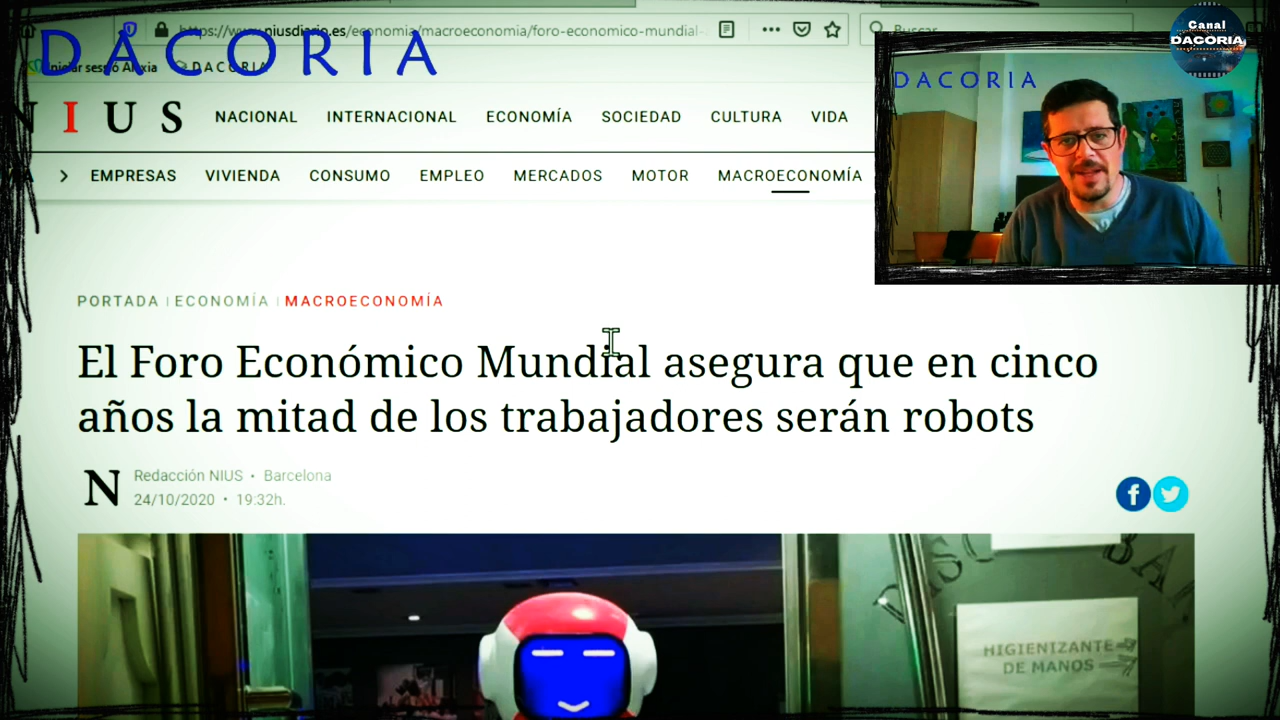 https://www.niusdiario.es/economia/macroeconomia/foro-economico-mundial-
Buscar
Canal
DACORIA
DACORIA
Iniciar sesió
DACORIA
DACORIA
NIUS
NACIONAL INTERNACIONAL ECONOMÍA SOCIEDAD CULTURA VIDA
EMPRESAS VIVIENDA CONSUMO EMPLEO MERCADOS MOTOR MACROECONOMÍA
PORTADA | ECONOMÍA | MACROECONOMÍA
El Foro Económico Mundial asegura que en cinco
años la mitad de los trabajadores serán robots
N
Redacción NIUS • Barcelona
24/10/2020 • 19:32h.
HIGIENIZANTE
DE MANOS